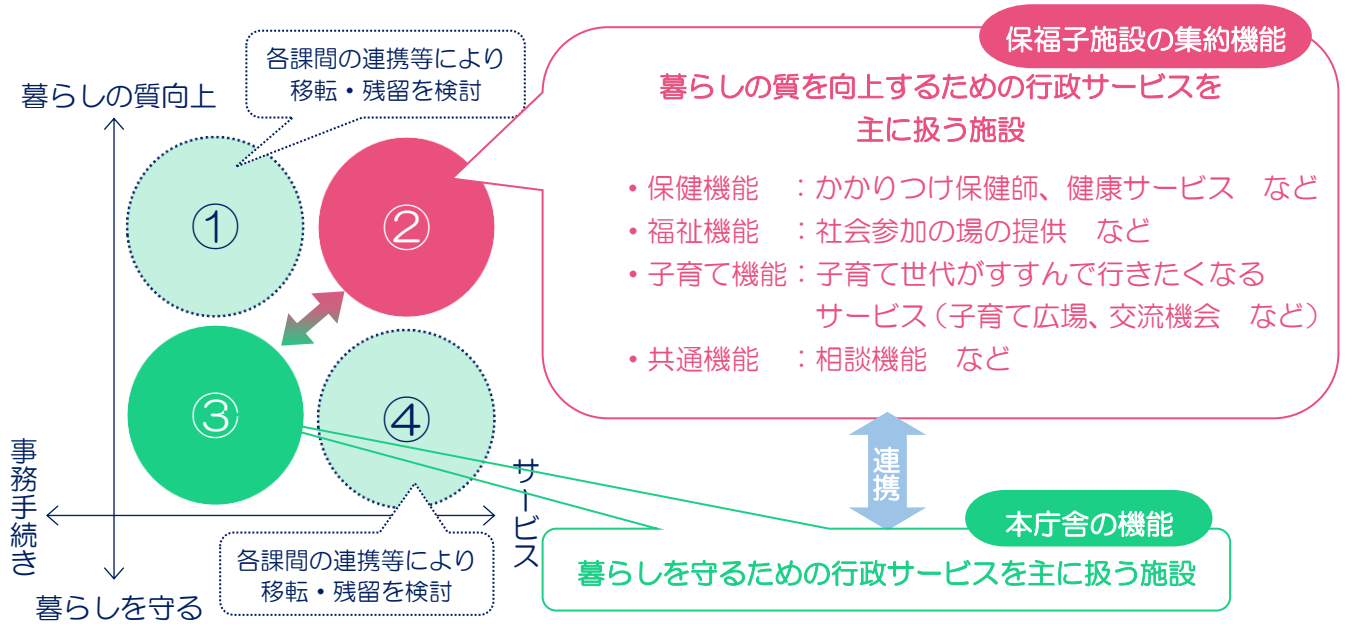 保福子施設の集約機能
暮らしの質を向上するための行政サービスを
主に扱う施設
・保健機能　：かかりつけ保健師、健康サービス　など
・福祉機能　：社会参加の場の提供　など
・子育て機能：子育て世代がすすんで行きたくなる
サービス（子育て広場、交流機会　など）
・共通機能　：相談機能　など
各課間の連携等により
移転・残留を検討
暮らしの質向上
①
②
③
④
事務手続き
サービス
暮らしを守る
各課間の連携等により
移転・残留を検討
連携
本庁舎の機能
暮らしを守るための行政サービスを主に扱う施設